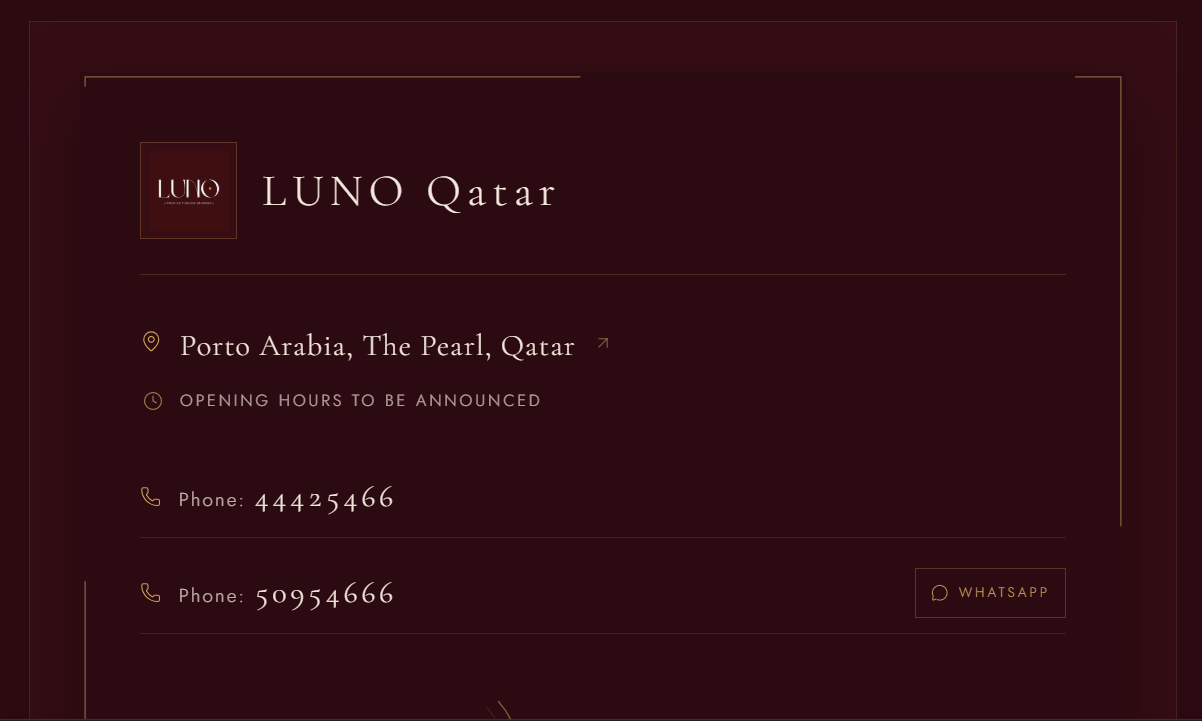 LUNO
LUNO Qatar
Porto Arabia, The Pearl, Qatar
OPENING HOURS TO BE ANNOUNCED
Phone: 44425466
Phone: 50954666
WHATSAPP